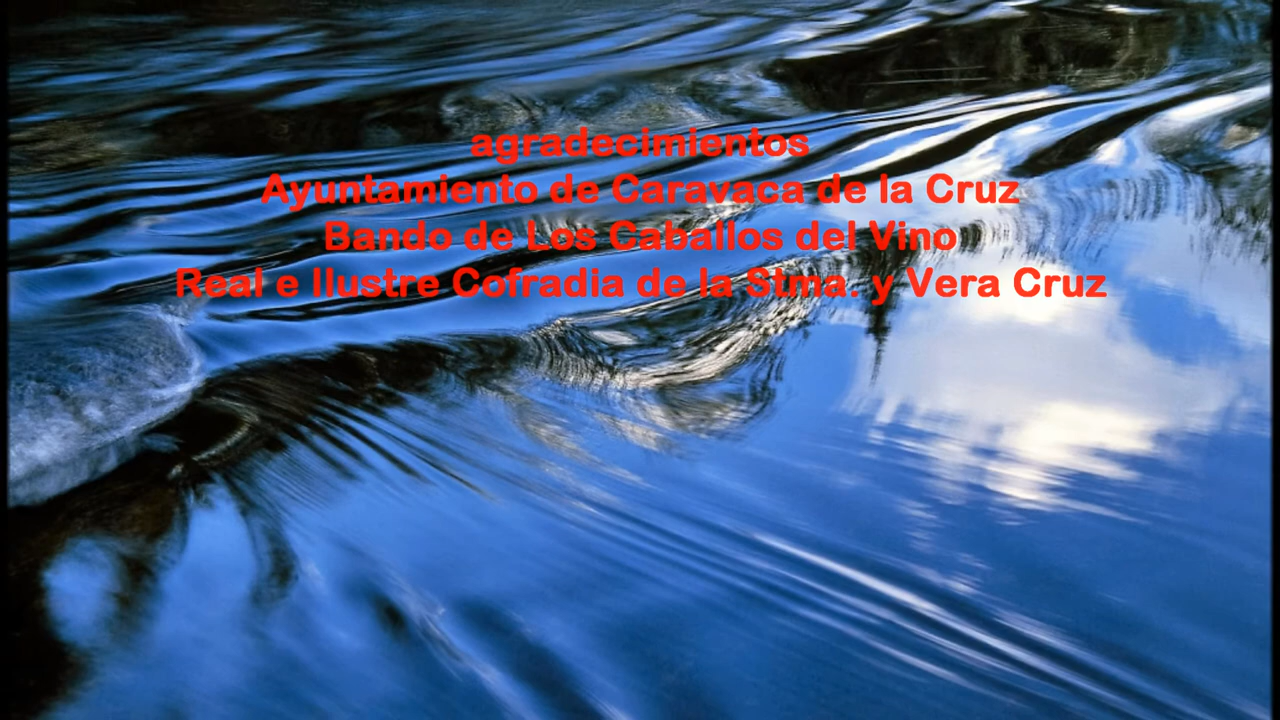 agradecimientos
Ayuntamiento de Caravaca de la Cruz
Bando de Los Caballos del Vino
Real e Ilustre Cofradia de la Stma. y Vera Cruz